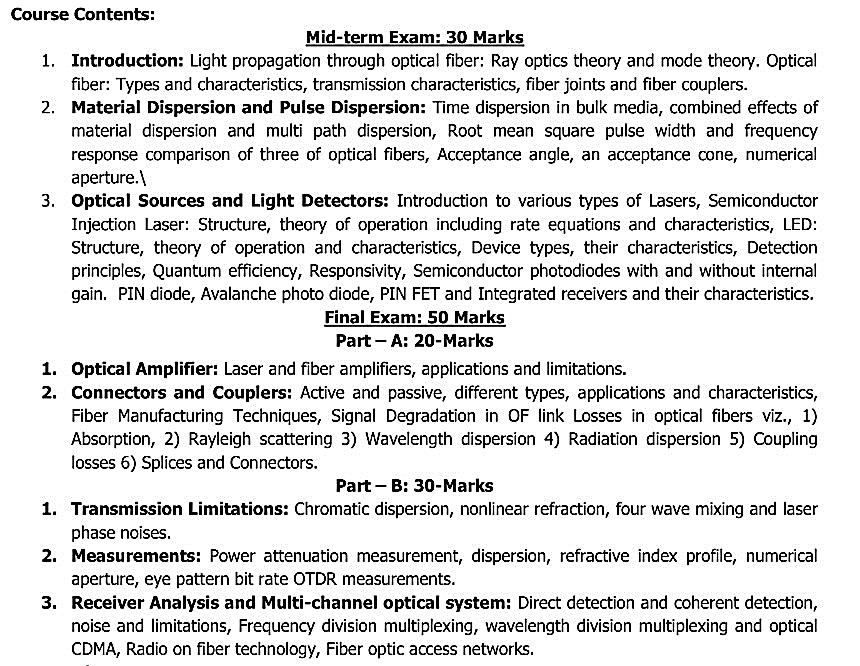 Course Contents:
Mid-term Exam: 30 Marks
1. Introduction: Light propagation through optical fiber: Ray optics theory and mode theory. Optical
fiber: Types and characteristics, transmission characteristics, fiber joints and fiber couplers.
2. Material Dispersion and Pulse Dispersion: Time dispersion in bulk media, combined effects of
material dispersion and multi path dispersion, Root mean square pulse width and frequency
response comparison of three of optical fibers, Acceptance angle, an acceptance cone, numerical
aperture.\
3. Optical Sources and Light Detectors: Introduction to various types of Lasers, Semiconductor
Injection Laser: Structure, theory of operation including rate equations and characteristics, LED:
Structure, theory of operation and characteristics, Device types, their characteristics, Detection
principles, Quantum efficiency, Responsivity, Semiconductor photodiodes with and without internal
gain. PIN diode, Avalanche photo diode, PIN FET and Integrated receivers and their characteristics.
Final Exam: 50 Marks
Part – A: 20-Marks
1. Optical Amplifier: Laser and fiber amplifiers, applications and limitations.
2. Connectors and Couplers: Active and passive, different types, applications and characteristics,
Fiber Manufacturing Techniques, Signal Degradation in OF link Losses in optical fibers viz., 1)
Absorption, 2) Rayleigh scattering 3) Wavelength dispersion 4) Radiation dispersion 5) Coupling
losses 6) Splices and Connectors.
Part – B: 30-Marks
1. Transmission Limitations: Chromatic dispersion, nonlinear refraction, four wave mixing and laser
phase noises.
2. Measurements: Power attenuation measurement, dispersion, refractive index profile, numerical
aperture, eye pattern bit rate OTDR measurements.
3. Receiver Analysis and Multi-channel optical system: Direct detection and coherent detection,
noise and limitations, Frequency division multiplexing, wavelength division multiplexing and optical
CDMA, Radio on fiber technology, Fiber optic access networks.